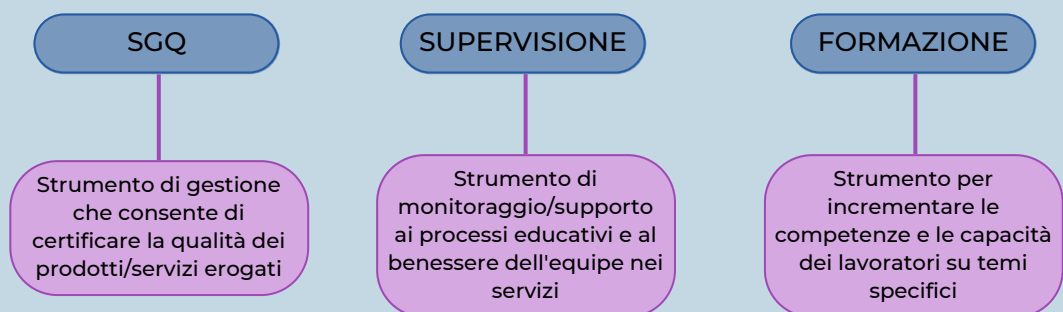 SGQ
Strumento di gestione
che consente di
certificare la qualità dei
prodotti/servizi erogati
SUPERVISIONE
Strumento di
monitoraggio/supporto
ai processi educativi e al
benessere dell'equipe nei
servizi
FORMAZIONE
Strumento per
incrementare le
competenze e le capacità
dei lavoratori su temi
specifici